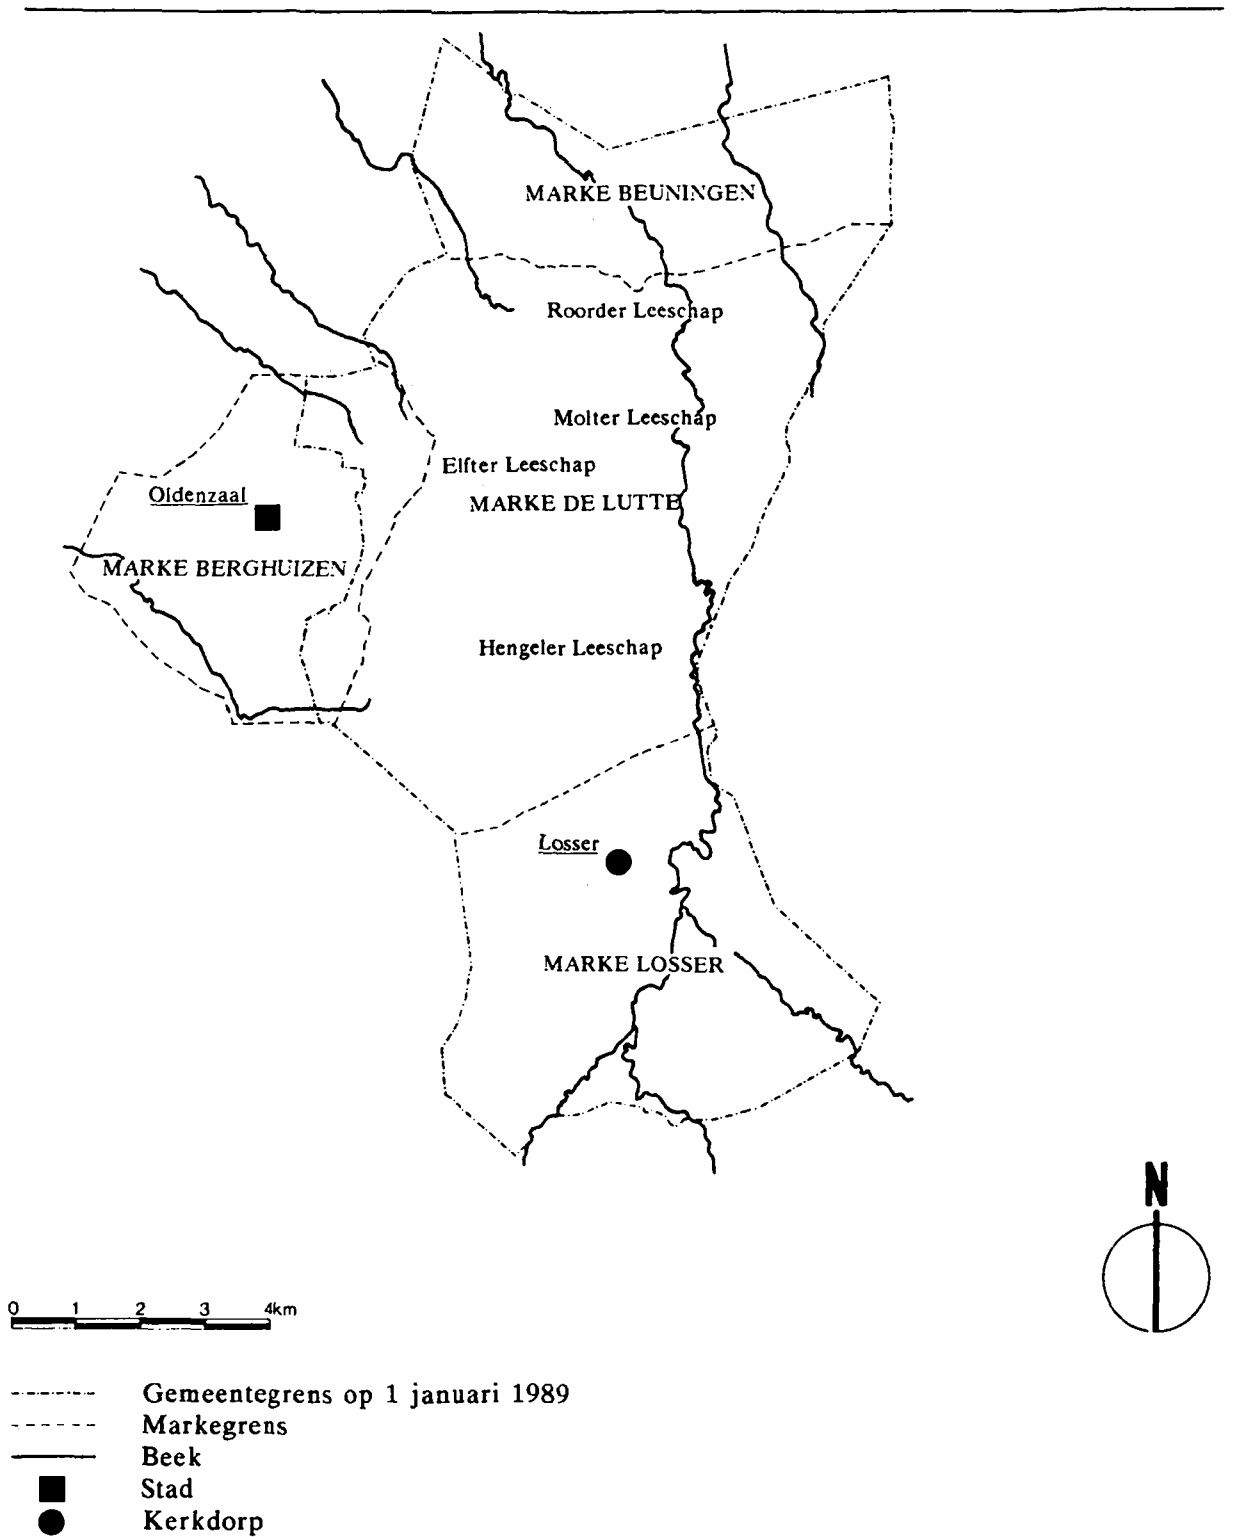 MARKE BEUNINGEN
Roorder Leeschap
Molter Leeschap
Elfter Leeschap
Oldenzaal
MARKE DE LUTTE
MARKE BERGHUIZEN
Hengeler Leeschap
Losser
MARKE LOSSER
N
0 1 2 3 4km
Gemeentegrens op 1 januari 1989
Markegrens
Beek
Stad
Kerkdorp